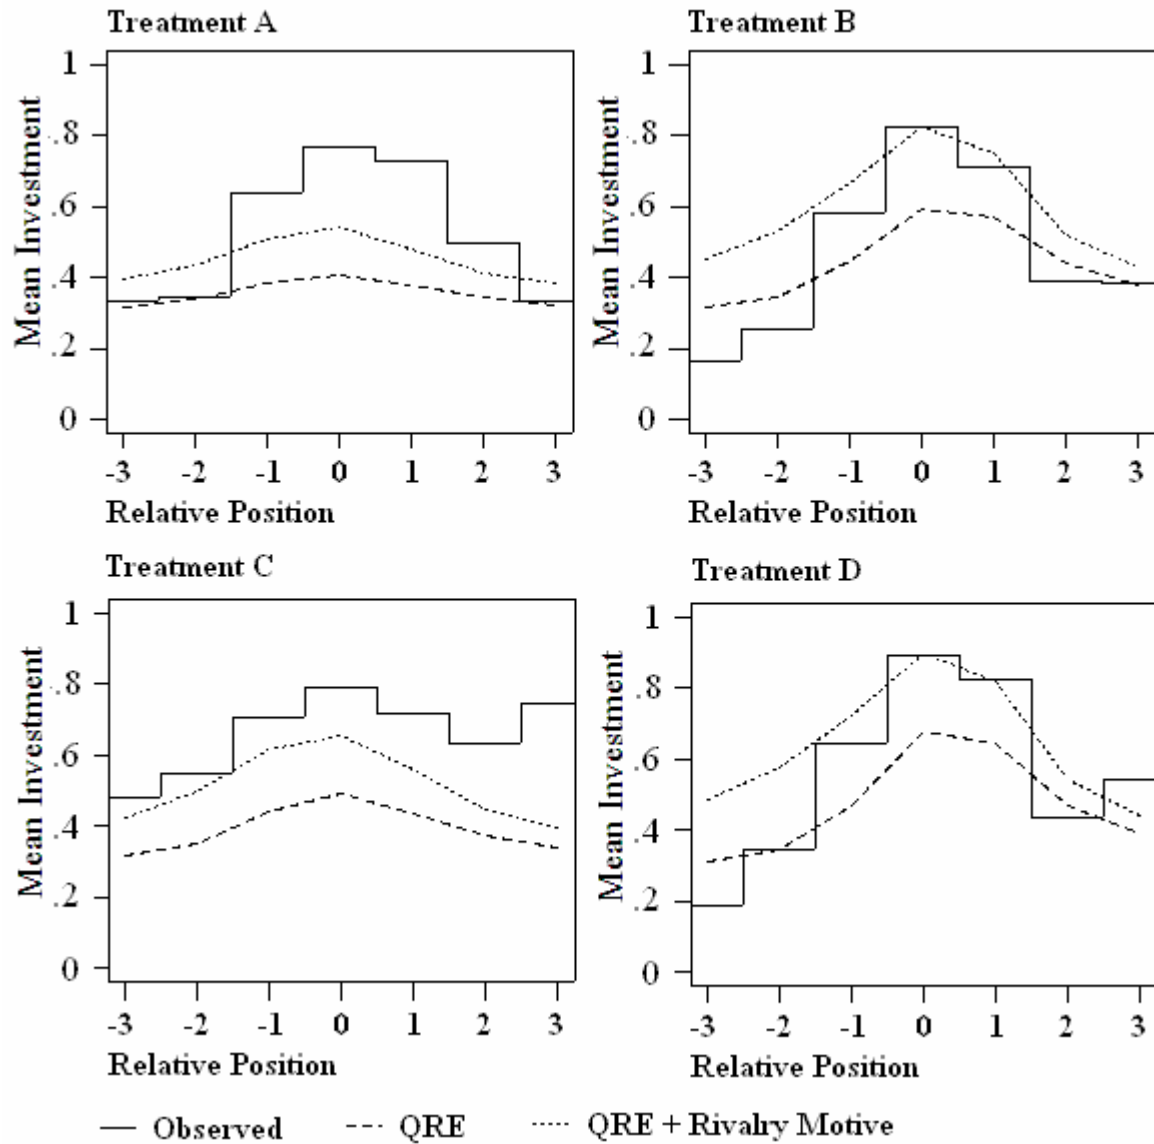 Treatment A
Mean Investment
1
.8
.6
.4
.2
0
-3 -2 -1 0 1 2 3
Relative Position
Treatment B
Mean Investment
1
.8
.6
.4
.2
0
-3 -2 -1 0 1 2 3
Relative Position
Treatment C
Mean Investment
1
.8
.6
.4
.2
0
-3 -2 -1 0 1 2 3
Relative Position
Treatment D
Mean Investment
1
.8
.6
.4
.2
0
-3 -2 -1 0 1 2 3
Relative Position
Observed QRE QRE + Rivalry Motive